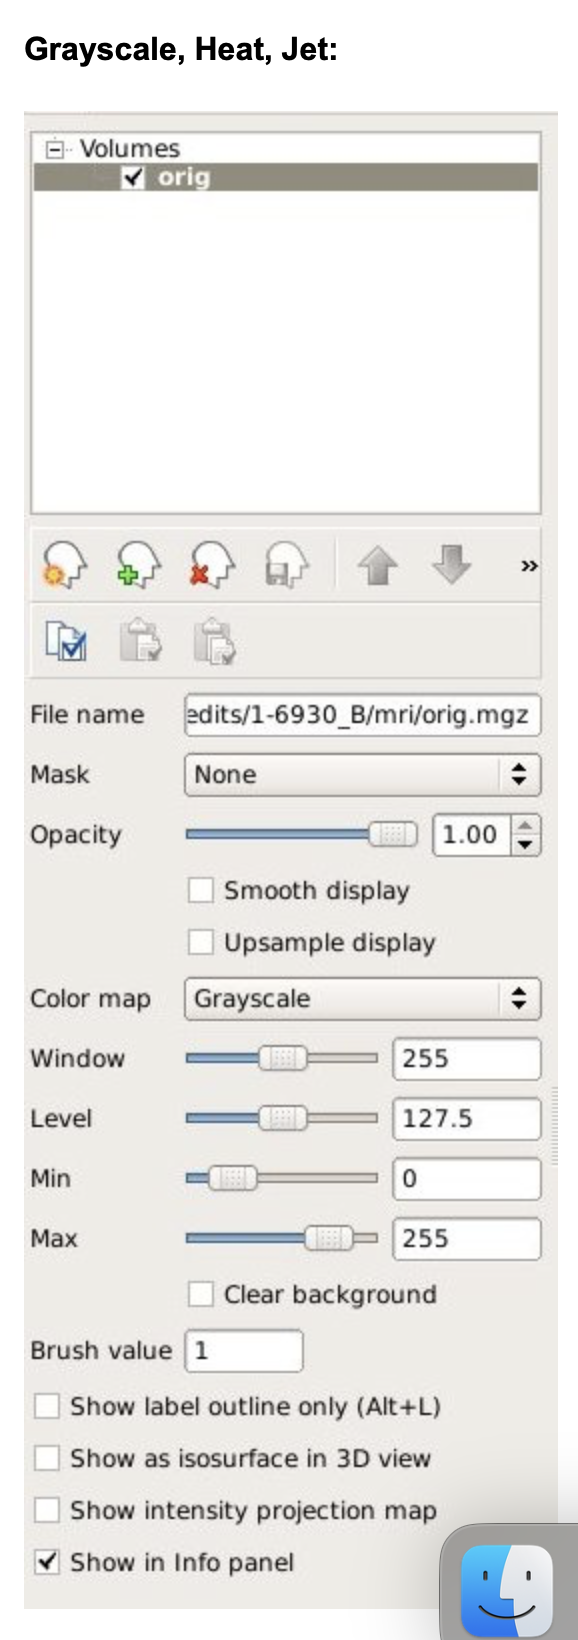 Grayscale, Heat, Jet:
Volumes
orig
»
File name edits/1-6930_B/mri/orig.mgz
Mask None
Opacity 1.00
Smooth display
Upsample display
Color map Grayscale
Window 255
Level 127.5
Min 0
Max 255
Clear background
Brush value 1
Show label outline only (Alt+L)
Show as isosurface in 3D view
Show intensity projection map
Show in Info panel